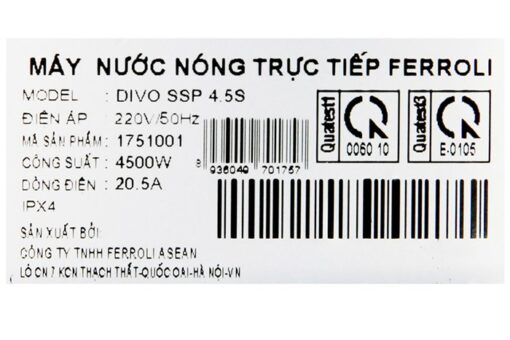 MÁY NƯỚC NÓNG TRỰC TIẾP FERROLI
MODEL : DIVO SSP 4.5S
ĐIỆN ÁP : 220V/50Hz
MÃ SẢN PHẨM : 1751001
CÔNG SUẤT : 4500W
DÒNG ĐIỆN : 20.5A
IPX4
SẢN XUẤT BỞI:
CÔNG TY TNHH FERROLI ASEAN
LÔ CN 7 KCN THẠCH THẤT-QUỐC OAI-HÀ NỘI-VN
8 936049 701757
Quatest1
0060 10
Quatest3
E-0105